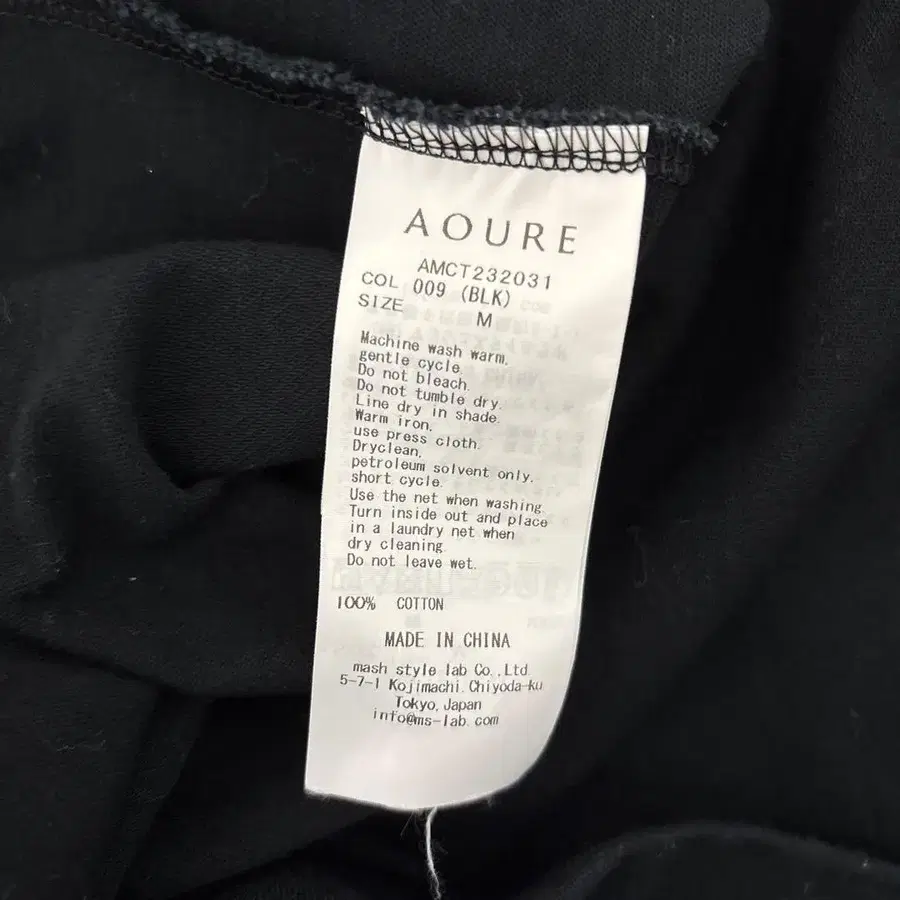 AOURE
AMCT232031
COL 009 (BLK)
SIZE M
Machine wash warm,
gentle cycle.
Do not bleach.
Do not tumble dry.
Line dry in shade.
Warm iron,
use press cloth.
Dryclean,
petroleum solvent only.
short cycle.
Use the net when washing.
Turn inside out and place
in a laundry net when
dry cleaning.
Do not leave wet.
100% COTTON
MADE IN CHINA
mash style lab Co.,Ltd.
5-7-1 Kojimachi.Chiyoda-ku
Tokyo,Japan
info@ms-lab.com